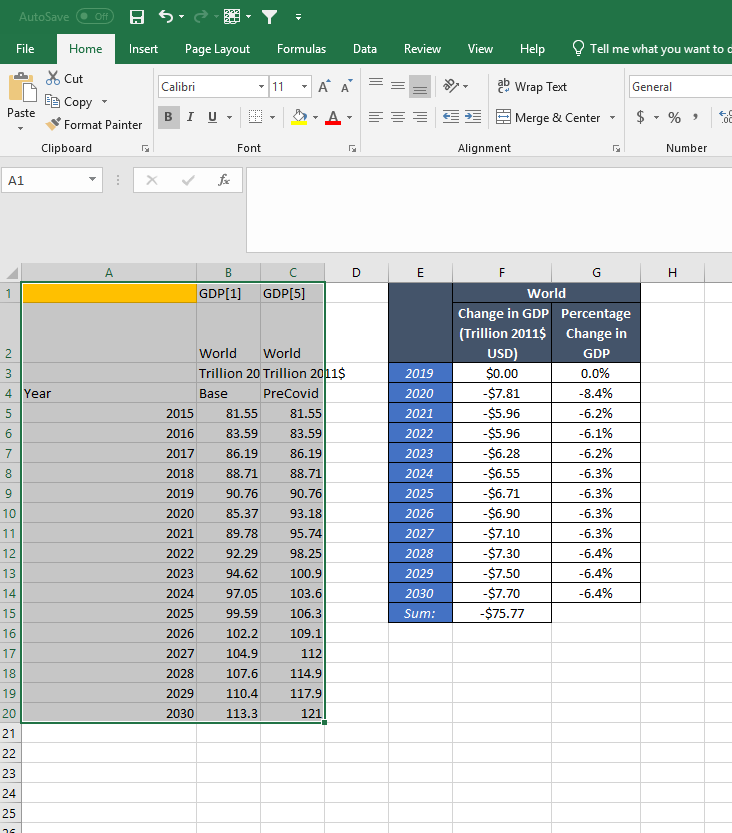 AutoSave Off
File Home Insert Page Layout Formulas Data Review View Help Tell me what you want to d
Paste
Cut
Copy
Format Painter
Clipboard
Calibri 11 A A
B I U A
Font
ab Wrap Text
Merge & Center
Alignment
General
$ % , .00
Number
A1 fx
A B C D E F G H
1 GDP[1] GDP[5] World
2 World World Change in GDP (Trillion 2011$ USD) Percentage Change in GDP
3 Trillion 20 Trillion 2011$ 2019 $0.00 0.0%
4 Year Base PreCovid 2020 -$7.81 -8.4%
5 2015 81.55 81.55 2021 -$5.96 -6.2%
6 2016 83.59 83.59 2022 -$5.96 -6.1%
7 2017 86.19 86.19 2023 -$6.28 -6.2%
8 2018 88.71 88.71 2024 -$6.55 -6.3%
9 2019 90.76 90.76 2025 -$6.71 -6.3%
10 2020 85.37 93.18 2026 -$6.90 -6.3%
11 2021 89.78 95.74 2027 -$7.10 -6.3%
12 2022 92.29 98.25 2028 -$7.30 -6.4%
13 2023 94.62 100.9 2029 -$7.50 -6.4%
14 2024 97.05 103.6 2030 -$7.70 -6.4%
15 2025 99.59 106.3 Sum: -$75.77
16 2026 102.2 109.1
17 2027 104.9 112
18 2028 107.6 114.9
19 2029 110.4 117.9
20 2030 113.3 121
21
22
23
24
25